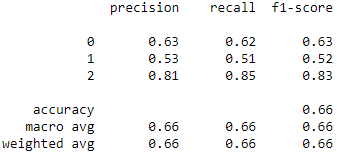 precision recall f1-score
0 0.63 0.62 0.63
1 0.53 0.51 0.52
2 0.81 0.85 0.83
accuracy 0.66
macro avg 0.66 0.66 0.66
weighted avg 0.66 0.66 0.66